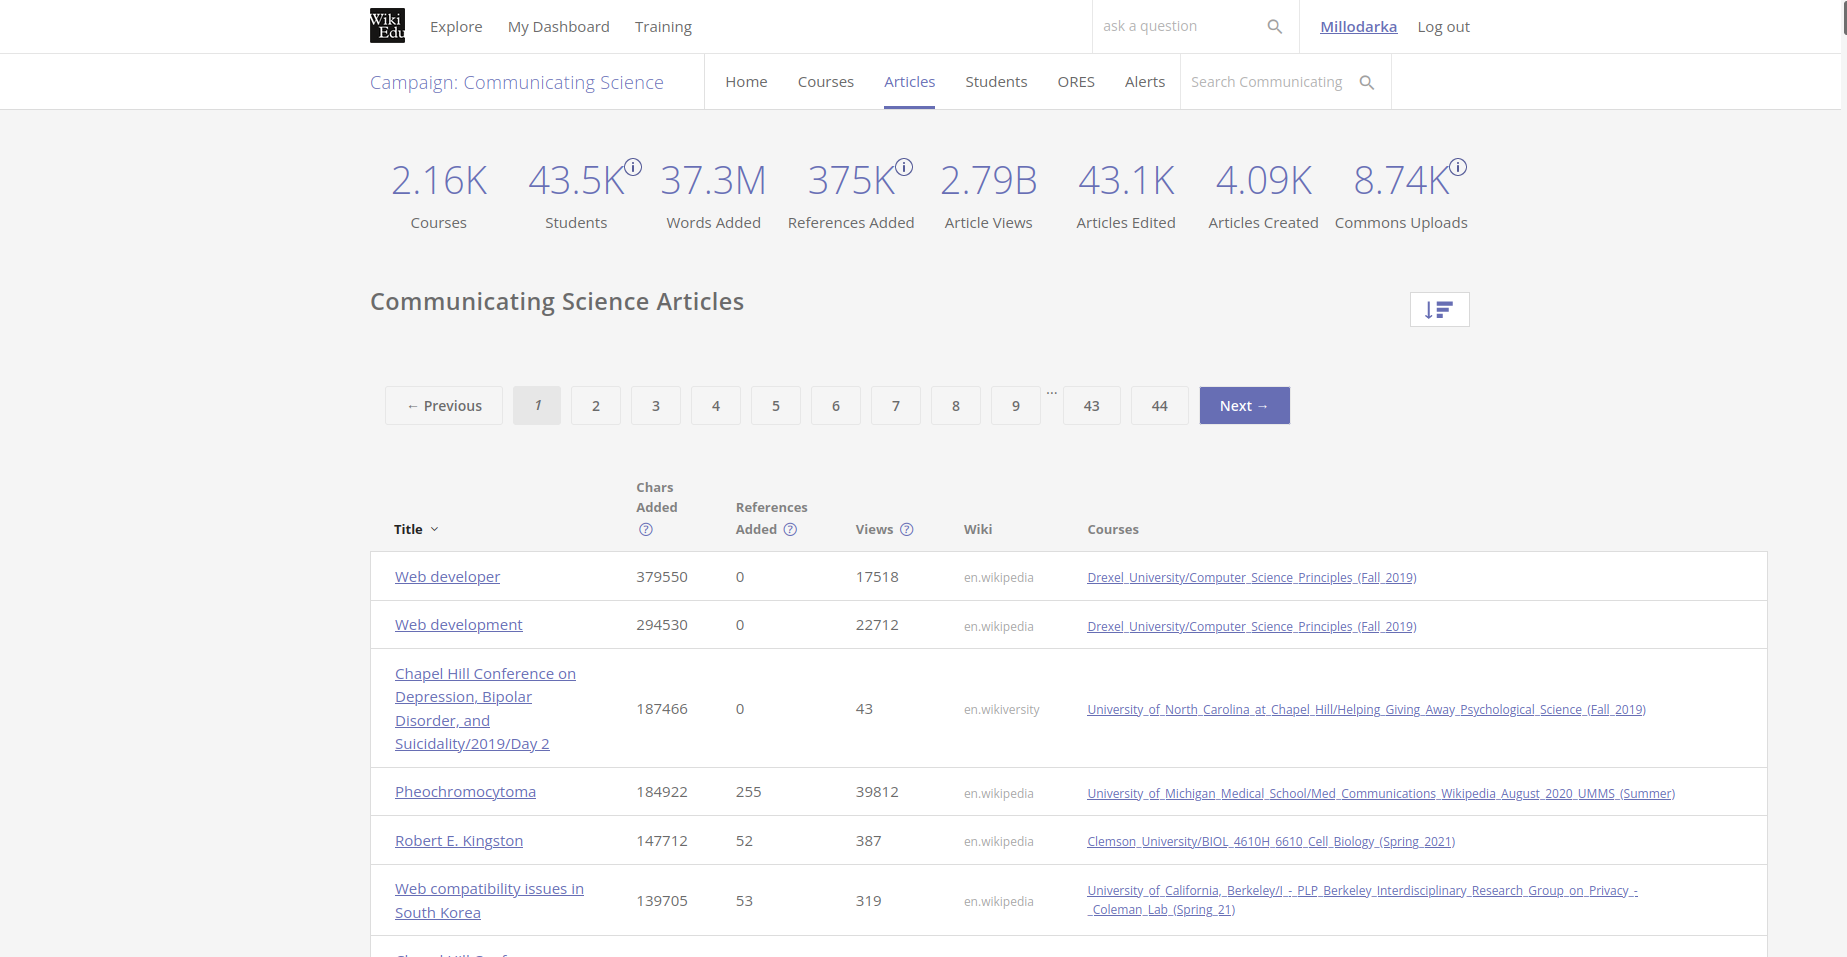 Wiki
Edu
Explore
My Dashboard
Training
ask a question
Millodarka
Log out
Campaign: Communicating Science
Home
Courses
Articles
Students
ORES
Alerts
Search Communicating
2.16K
Courses
43.5K
Students
37.3M
Words Added
375K
References Added
2.79B
Article Views
43.1K
Articles Edited
4.09K
Articles Created
8.74K
Commons Uploads
Communicating Science Articles
← Previous 1 2 3 4 5 6 7 8 9 ... 43 44 Next →
Title
Chars
Added
References
Added
Views
Wiki
Courses
Web developer 379550 0 17518 en.wikipedia Drexel_University/Computer_Science_Principles_(Fall_2019)
Web development 294530 0 22712 en.wikipedia Drexel_University/Computer_Science_Principles_(Fall_2019)
Chapel Hill Conference on
Depression, Bipolar
Disorder, and
Suicidality/2019/Day 2
187466 0 43 en.wikiversity University_of_North_Carolina_at_Chapel_Hill/Helping_Giving_Away_Psychological_Science_(Fall_2019)
Pheochromocytoma 184922 255 39812 en.wikipedia University_of_Michigan_Medical_School/Med_Communications_Wikipedia_August_2020_UMMS_(Summer)
Robert E. Kingston 147712 52 387 en.wikipedia Clemson_University/BIOL_4610H_6610_Cell_Biology_(Spring_2021)
Web compatibility issues in
South Korea
139705 53 319 en.wikipedia
University_of_California,_Berkeley/I_-_PLP_Berkeley_Interdisciplinary_Research_Group_on_Privacy_-
_Coleman_Lab_(Spring_21)